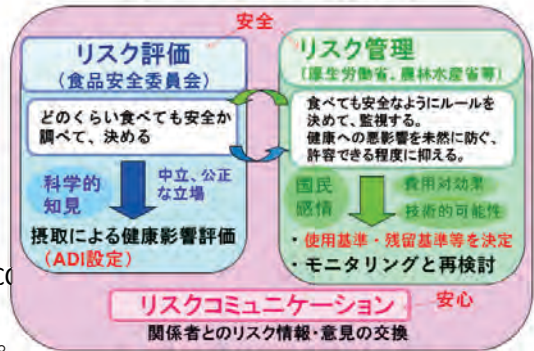 安全
リスク評価
(食品安全委員会)
どのくらい食べても安全か
調べて、決める
科学的
知見
中立、公正
な立場
摂取による健康影響評価
(ADI設定)
リスク管理
(厚生労働省、農林水産省等)
食べても安全なようにルールを
決めて、監視する。
健康への悪影響を未然に防ぐ、
許容できる程度に抑える。
国民
感情
費用対効果
技術的可能性
・使用基準・残留基準等を決定
・モニタリングと再検討
リスクコミュニケーション
安心
関係者とのリスク情報・意見の交換